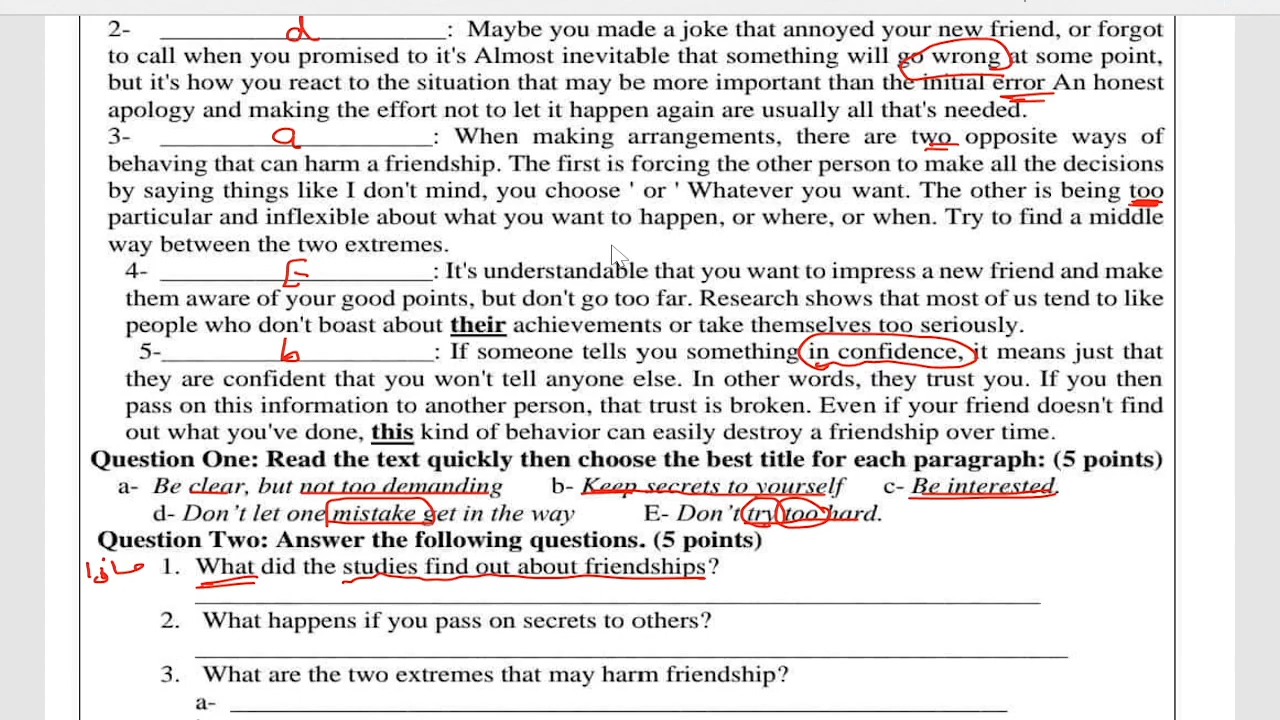 2- ____________________ d ____________________: Maybe you made a joke that annoyed your new friend, or forgot
to call when you promised to it's Almost inevitable that something will go wrong at some point,
but it's how you react to the situation that may be more important than the initial error An honest
apology and making the effort not to let it happen again are usually all that's needed.
3- ____________________ a ____________________: When making arrangements, there are two opposite ways of
behaving that can harm a friendship. The first is forcing the other person to make all the decisions
by saying things like I don't mind, you choose ' or ' Whatever you want. The other is being too
particular and inflexible about what you want to happen, or where, or when. Try to find a middle
way between the two extremes.
4- ____________________ E ____________________: It's understandable that you want to impress a new friend and make
them aware of your good points, but don't go too far. Research shows that most of us tend to like
people who don't boast about their achievements or take themselves too seriously.
5- ____________________ b ____________________: If someone tells you something in confidence, it means just that
they are confident that you won't tell anyone else. In other words, they trust you. If you then
pass on this information to another person, that trust is broken. Even if your friend doesn't find
out what you've done, this kind of behavior can easily destroy a friendship over time.
Question One: Read the text quickly then choose the best title for each paragraph: (5 points)
a- Be clear, but not too demanding b- Keep secrets to yourself c- Be interested.
d- Don't let one mistake get in the way E- Don't try too hard.
Question Two: Answer the following questions. (5 points)
ماذا 1. What did the studies find out about friendships?
2. What happens if you pass on secrets to others?
3. What are the two extremes that may harm friendship?
a- ____________________